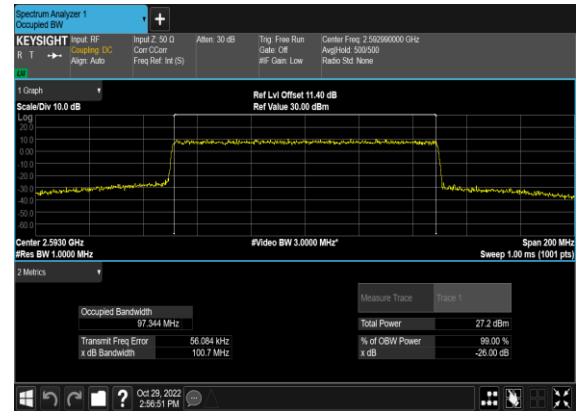 Spectrum Analyzer 1
Occupied BW
KEYSIGHT Input: RF Input Z: 50 Ω Atten: 30 dB Trig: Free Run Center Freq: 2.592990000 GHz
R T Coupling: DC Corr CCorr Gate: Off Avg|Hold: 500/500
Align: Auto Freq Ref: Int (S) #IF Gain: Low Radio Std: None
1 Graph Ref Lvl Offset 11.40 dB
Scale/Div 10.0 dB Ref Value 30.00 dBm
Log
20.0
10.0
0.00
-10.0
-20.0
-30.0
-40.0
-50.0
-60.0
Center 2.5930 GHz #Video BW 3.0000 MHz* Span 200 MHz
#Res BW 1.0000 MHz Sweep 1.00 ms (1001 pts)
2 Metrics
Measure Trace Trace 1
Occupied Bandwidth
97.344 MHz Total Power 27.2 dBm
Transmit Freq Error 56.084 kHz % of OBW Power 99.00 %
x dB Bandwidth 100.7 MHz x dB -26.00 dB
? Oct 29, 2022
2:56:51 PM